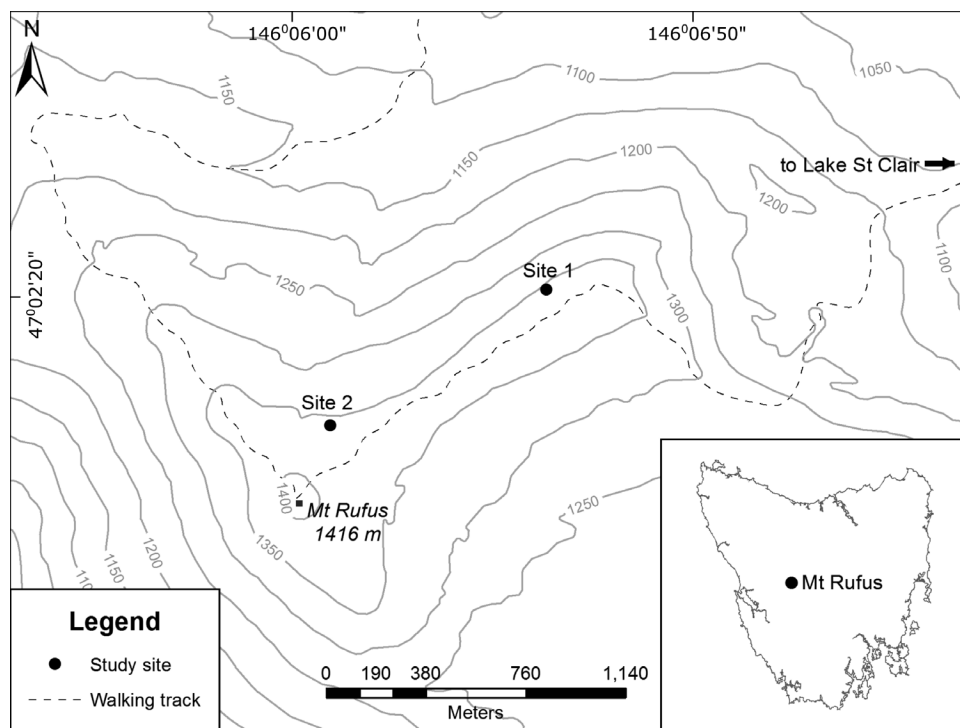 N
146⁰06'00"
146⁰06'50"
1150
1100
1050
1150
1200
to Lake St Clair
1200
1100
47⁰02'20"
1250
Site 1
1300
Site 2
1400
Mt Rufus
1416 m
1350
1250
1200
1150
110
Legend
Study site
Walking track
0 190 380 760 1,140
Meters
Mt Rufus